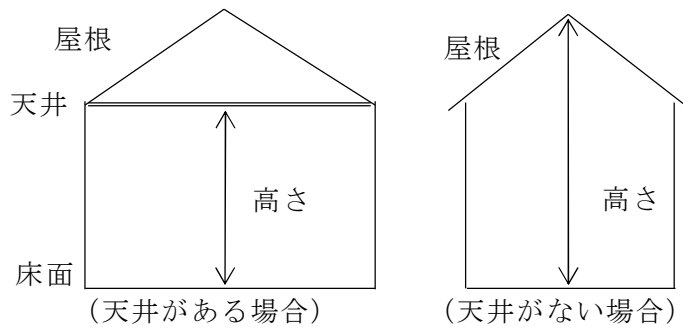 屋根
天井
高さ
床面
(天井がある場合)
屋根
高さ
(天井がない場合)